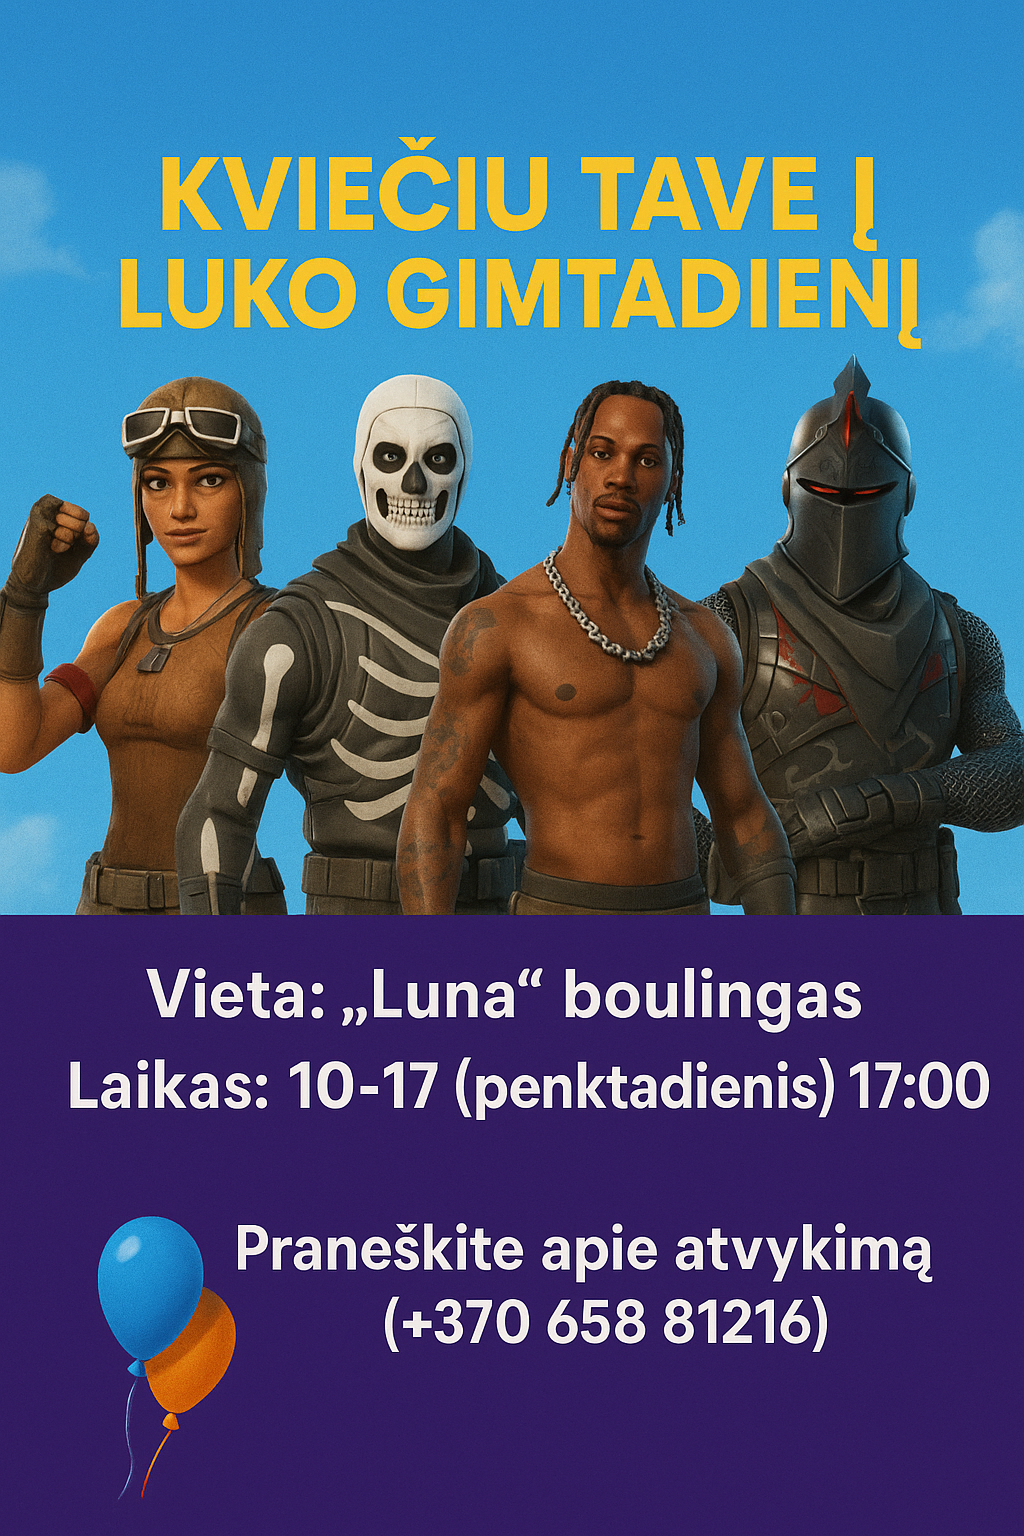 KVIEČIU TAVE Į
LUKO GIMTADIENĮ
Vieta: „Luna“ boulingas
Laikas: 10-17 (penktadienis) 17:00
Praneškite apie atvykimą
(+370 658 81216)